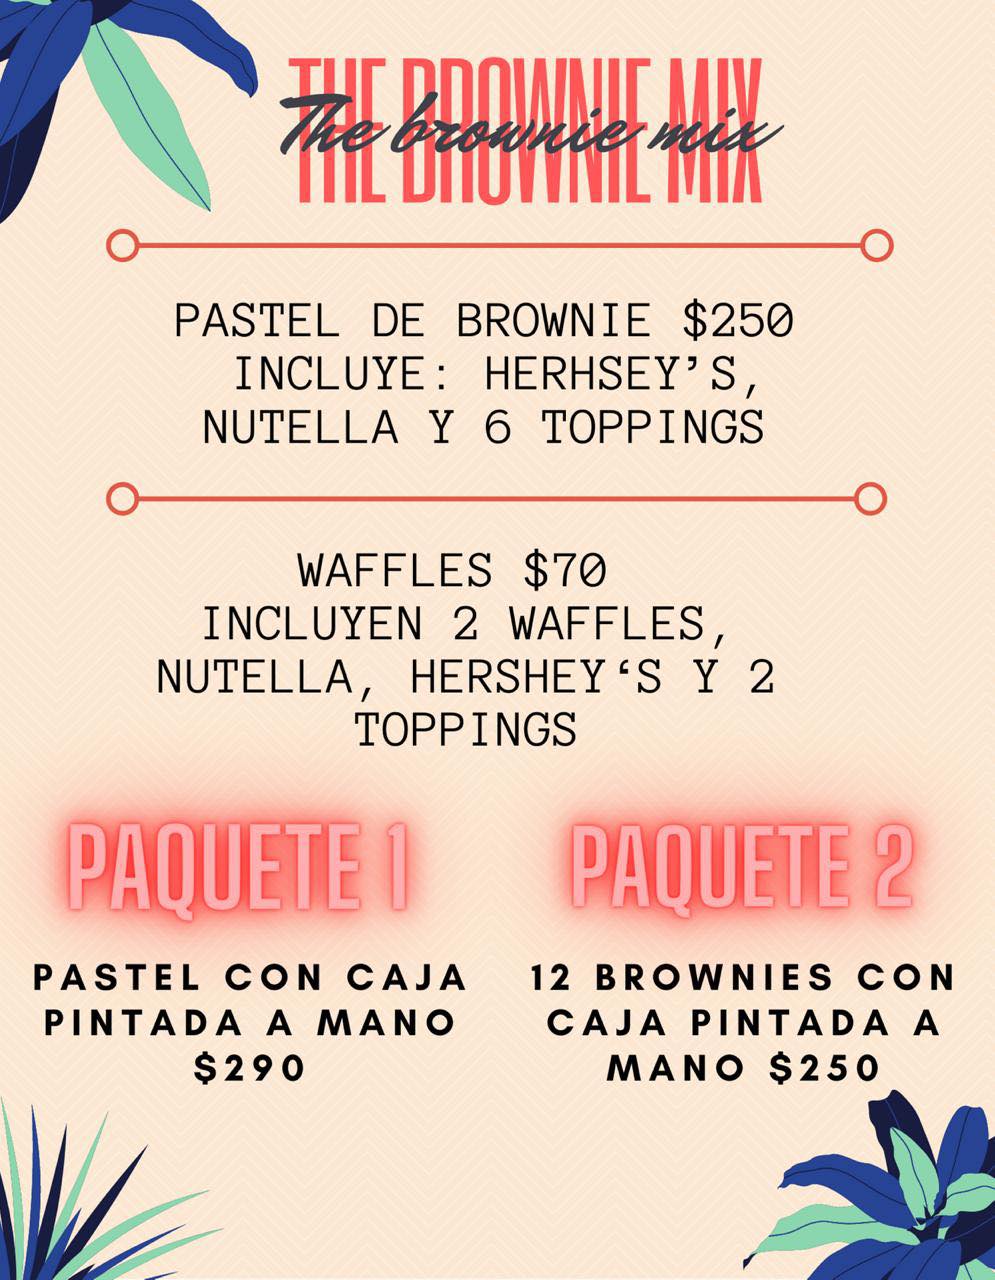 THE BROWNIE MIX
The brownie mix
PASTEL DE BROWNIE $250
INCLUYE: HERHSEY’S,
NUTELLA Y 6 TOPPINGS
WAFFLES $70
INCLUYEN 2 WAFFLES,
NUTELLA, HERSHEY‘S Y 2
TOPPINGS
PAQUETE 1
PASTEL CON CAJA
PINTADA A MANO
$290
PAQUETE 2
12 BROWNIES CON
CAJA PINTADA A
MANO $250